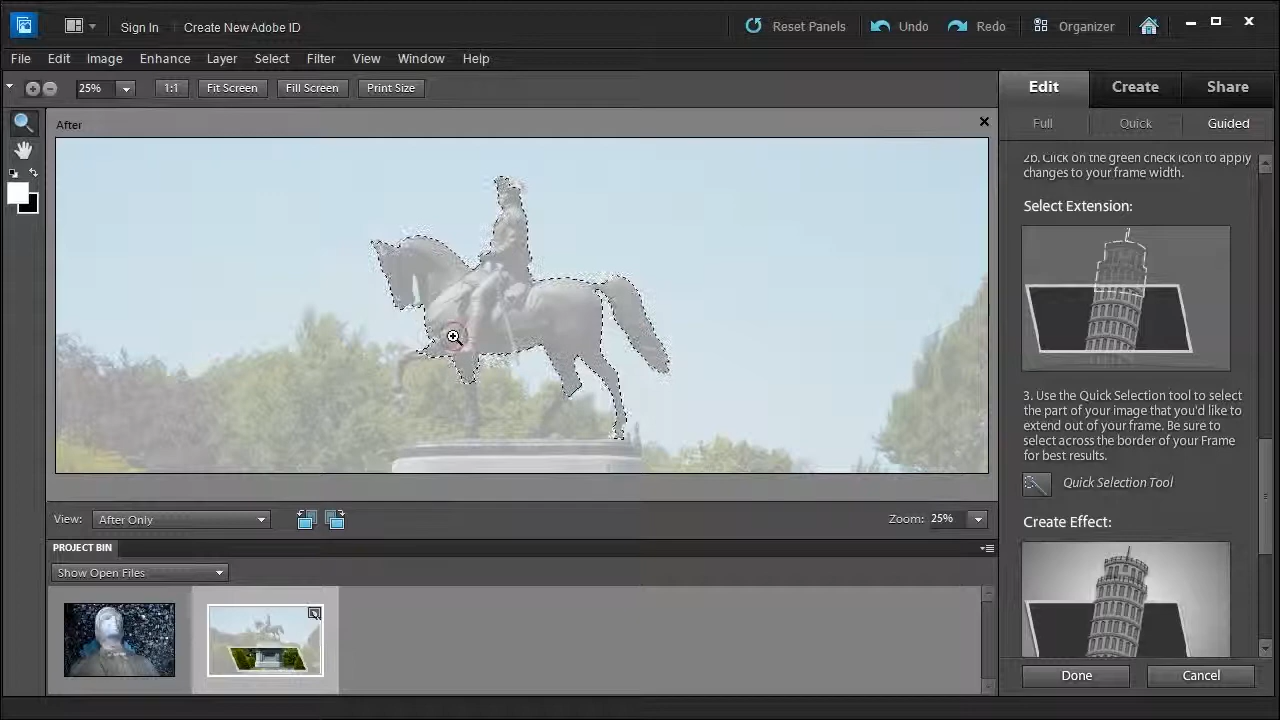 Sign In
Create New Adobe ID
Reset Panels
Undo
Redo
Organizer
File Edit Image Enhance Layer Select Filter View Window Help
25%
1:1
Fit Screen
Fill Screen
Print Size
Edit
Create
Share
Full
Quick
Guided
After
2b. Click on the green check icon to apply
changes to your frame width.
Select Extension:
3. Use the Quick Selection tool to select
the part of your image that you'd like to
extend out of your frame. Be sure to
select across the border of your Frame
for best results.
Quick Selection Tool
Create Effect:
View:
After Only
Zoom: 25%
PROJECT BIN
Show Open Files
Done
Cancel